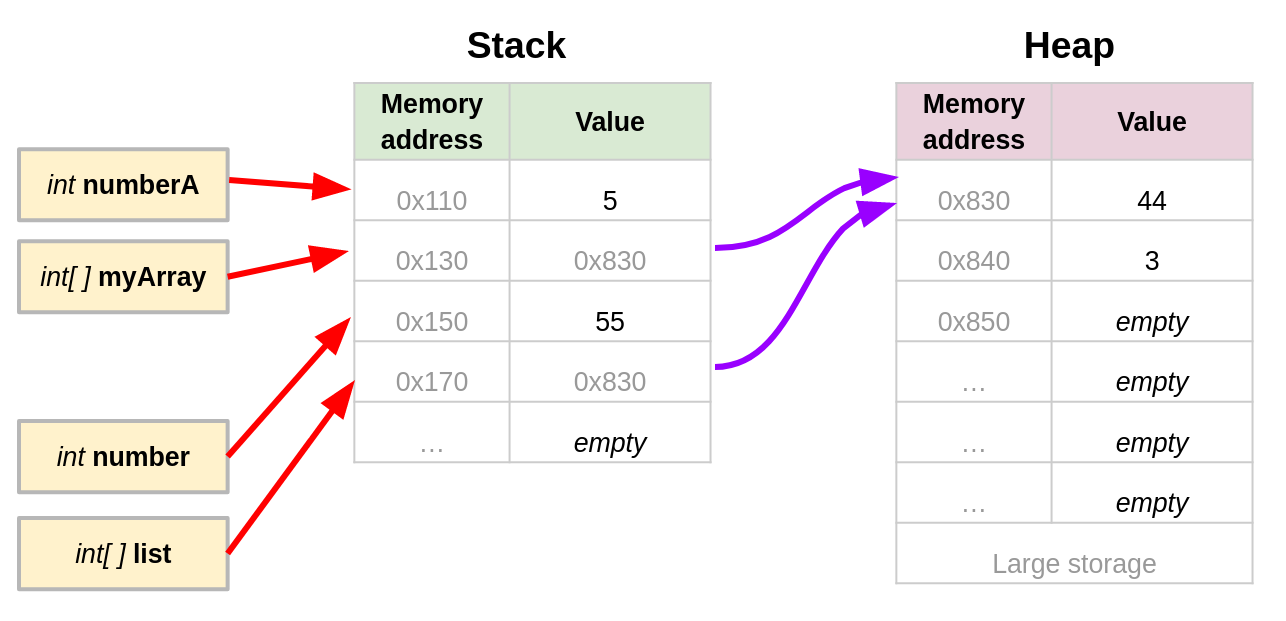 Stack
Heap
Memory address
Value
Memory address
Value
int numberA
0x110
5
0x830
44
int[ ] myArray
0x130
0x830
0x840
3
0x150
55
0x850
empty
0x170
0x830
…
empty
int number
…
empty
…
empty
…
empty
int[ ] list
Large storage